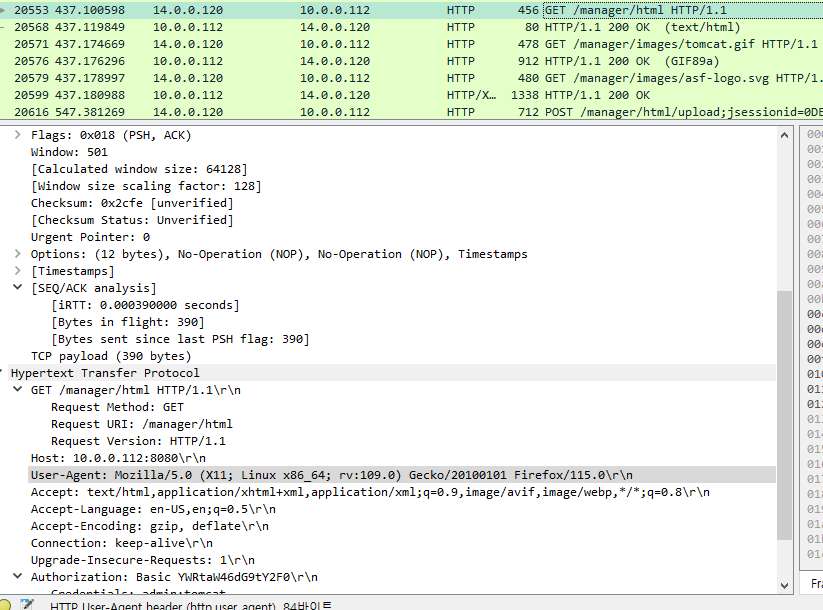 20553 437.100598 14.0.0.120 10.0.0.112 HTTP 456 GET /manager/html HTTP/1.1
20568 437.119849 10.0.0.112 14.0.0.120 HTTP 80 HTTP/1.1 200 OK (text/html)
20571 437.174669 14.0.0.120 10.0.0.112 HTTP 478 GET /manager/images/tomcat.gif HTTP/1.1
20576 437.176296 10.0.0.112 14.0.0.120 HTTP 912 HTTP/1.1 200 OK (GIF89a)
20579 437.178997 14.0.0.120 10.0.0.112 HTTP 480 GET /manager/images/asf-logo.svg HTTP/1.
20599 437.180988 10.0.0.112 14.0.0.120 HTTP/X… 1338 HTTP/1.1 200 OK
20616 547.381269 14.0.0.120 10.0.0.112 HTTP 712 POST /manager/html/upload;jsessionid=0DE
Flags: 0x018 (PSH, ACK)
Window: 501
[Calculated window size: 64128]
[Window size scaling factor: 128]
Checksum: 0x2cfe [unverified]
[Checksum Status: Unverified]
Urgent Pointer: 0
Options: (12 bytes), No-Operation (NOP), No-Operation (NOP), Timestamps
[Timestamps]
[SEQ/ACK analysis]
[iRTT: 0.000390000 seconds]
[Bytes in flight: 390]
[Bytes sent since last PSH flag: 390]
TCP payload (390 bytes)
Hypertext Transfer Protocol
GET /manager/html HTTP/1.1\r\n
Request Method: GET
Request URI: /manager/html
Request Version: HTTP/1.1
Host: 10.0.0.112:8080\r\n
User-Agent: Mozilla/5.0 (X11; Linux x86_64; rv:109.0) Gecko/20100101 Firefox/115.0\r\n
Accept: text/html,application/xhtml+xml,application/xml;q=0.9,image/avif,image/webp,*/*;q=0.8\r\n
Accept-Language: en-US,en;q=0.5\r\n
Accept-Encoding: gzip, deflate\r\n
Connection: keep-alive\r\n
Upgrade-Insecure-Requests: 1\r\n
Authorization: Basic YWRtaW46dG9tY2F0\r\n
Credentials: admin:tomcat
HTTP User-Agent header (http.user_agent), 84바이트
Fra